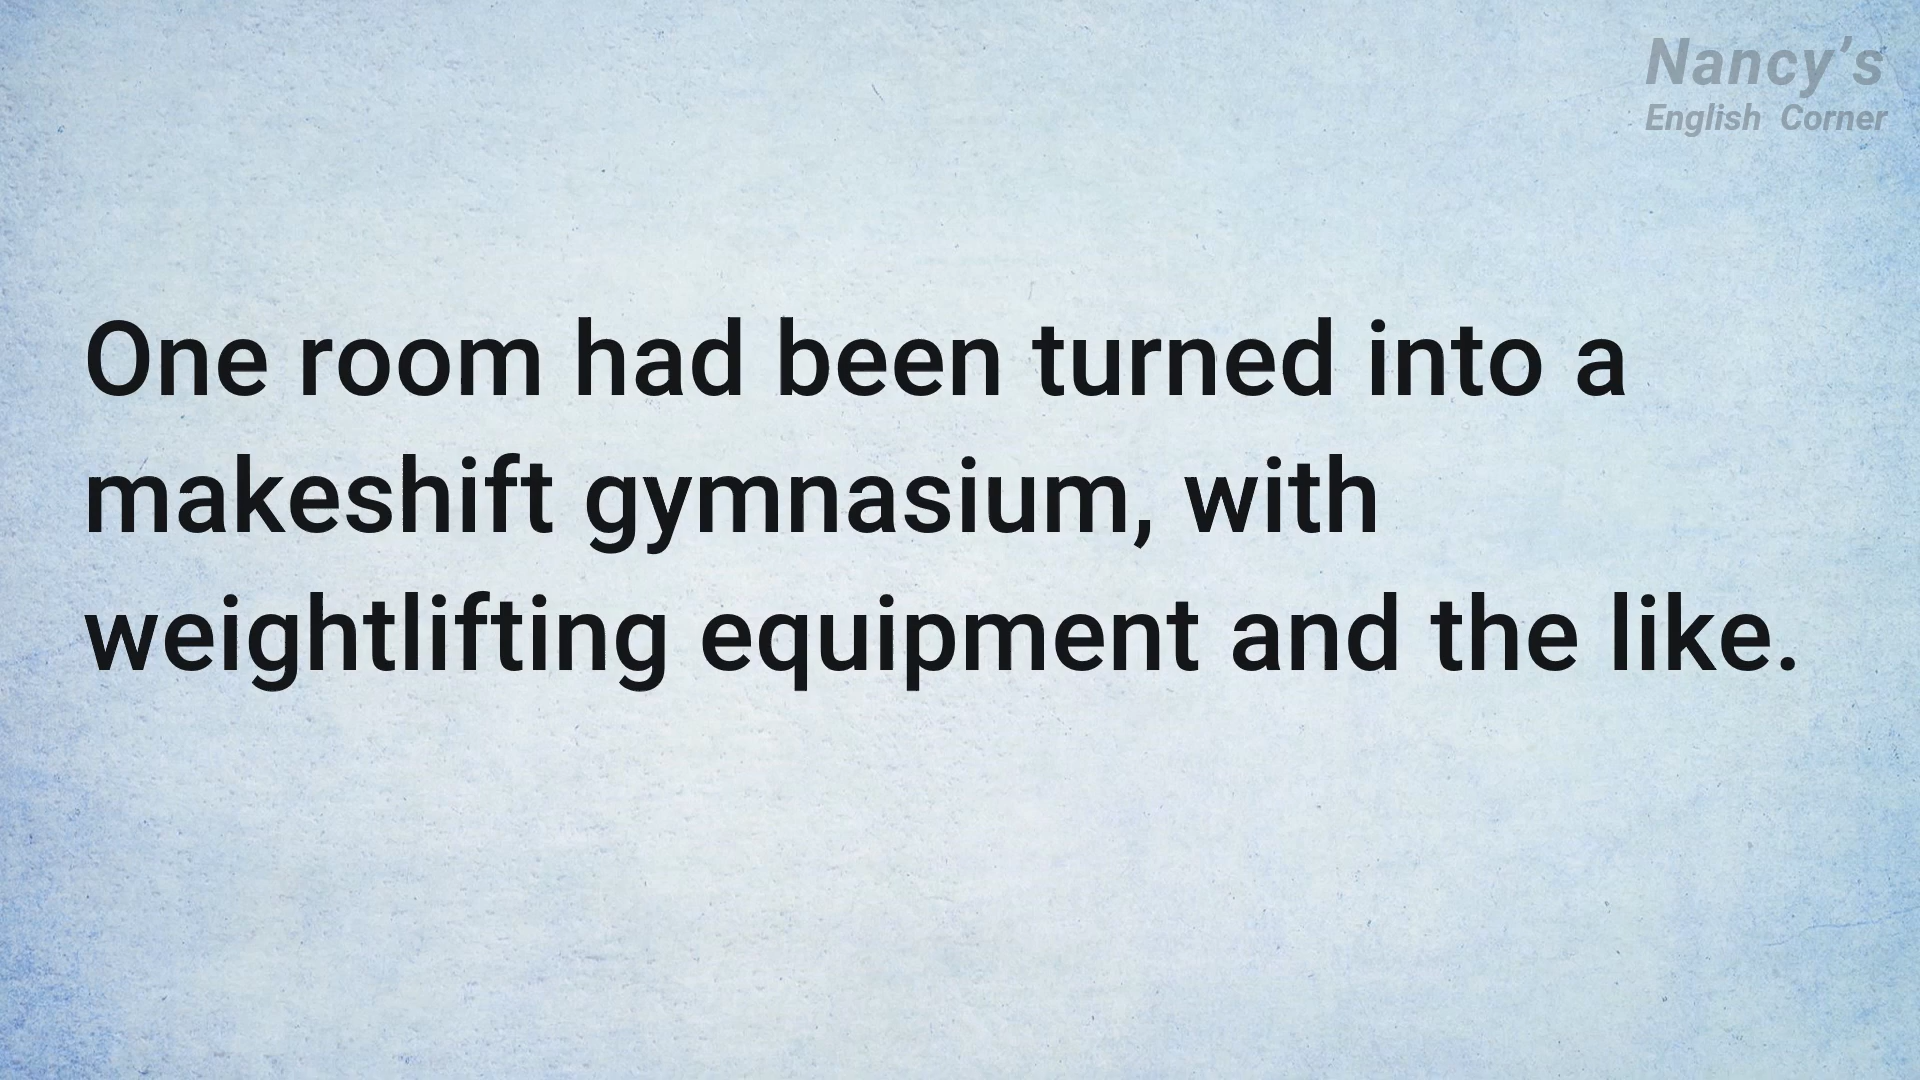 Nancy’s
English Corner
One room had been turned into a
makeshift gymnasium, with
weightlifting equipment and the like.